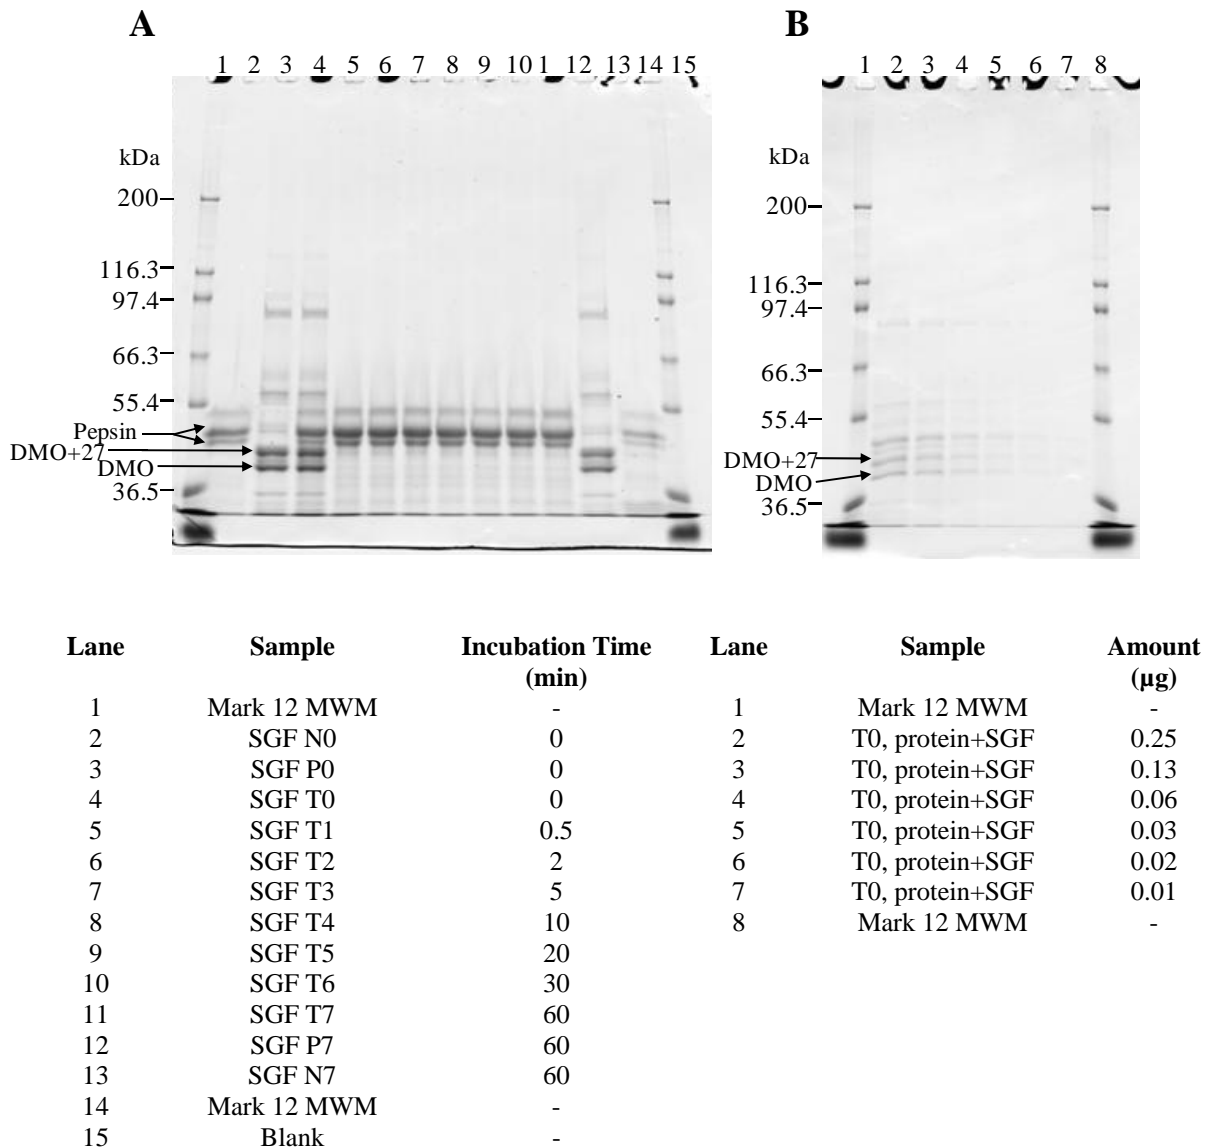 A
1 2 3 4 5 6 7 8 9 10 1 12 13 14 15
kDa
200
116.3
97.4
66.3
55.4
Pepsin
DMO+27
DMO
36.5
B
1 2 3 4 5 6 7 8
kDa
200
116.3
97.4
66.3
55.4
DMO+27
DMO
36.5
Lane Sample Incubation Time (min)
1 Mark 12 MWM -
2 SGF N0 0
3 SGF P0 0
4 SGF T0 0
5 SGF T1 0.5
6 SGF T2 2
7 SGF T3 5
8 SGF T4 10
9 SGF T5 20
10 SGF T6 30
11 SGF T7 60
12 SGF P7 60
13 SGF N7 60
14 Mark 12 MWM -
15 Blank -
Lane Sample Amount (µg)
1 Mark 12 MWM -
2 T0, protein+SGF 0.25
3 T0, protein+SGF 0.13
4 T0, protein+SGF 0.06
5 T0, protein+SGF 0.03
6 T0, protein+SGF 0.02
7 T0, protein+SGF 0.01
8 Mark 12 MWM -